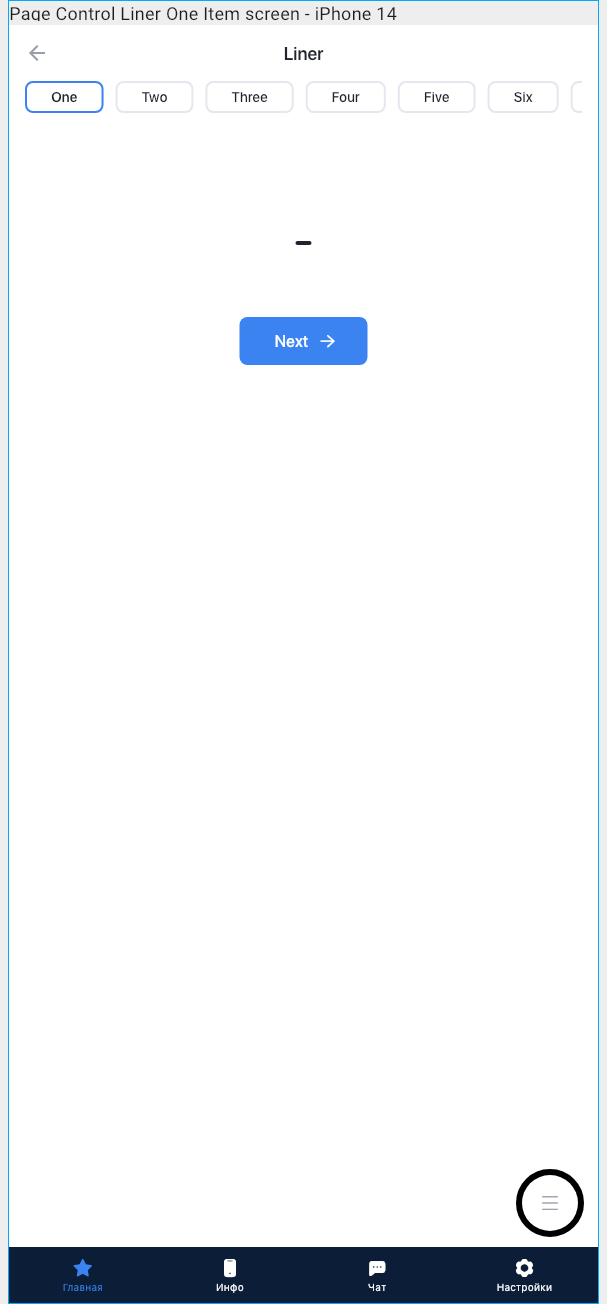 Page Control Liner One Item screen - iPhone 14
Liner
One Two Three Four Five Six
Next
Главная Инфо Чат Настройки